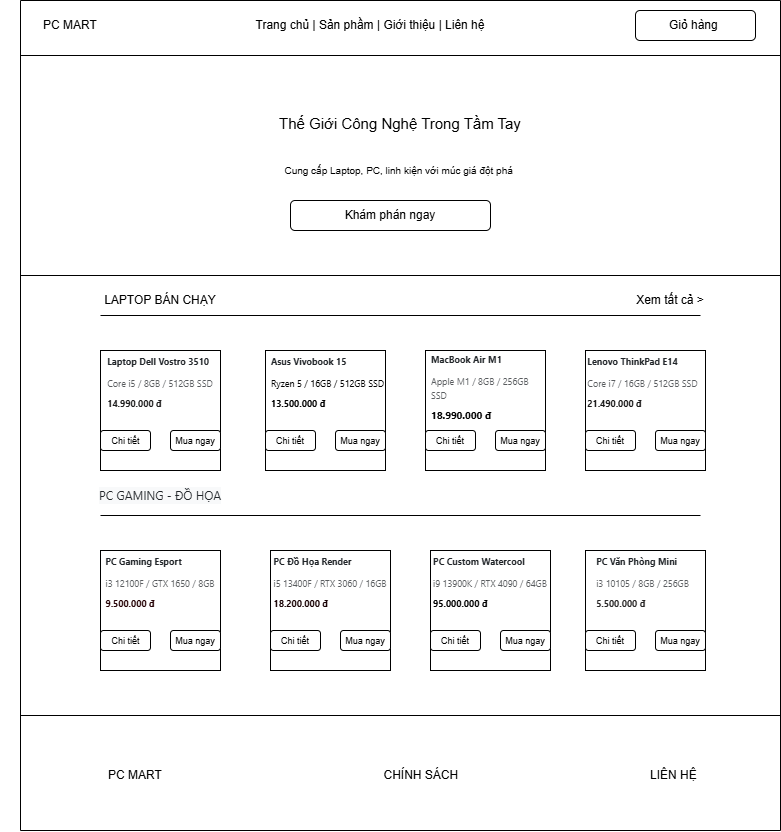 PC MART
Trang chủ | Sản phầm | Giới thiệu | Liên hệ
Giỏ hàng
Thế Giới Công Nghệ Trong Tầm Tay
Cung cấp Laptop, PC, linh kiện với múc giá đột phá
Khám phán ngay
LAPTOP BÁN CHẠY
Xem tất cả >
Laptop Dell Vostro 3510
Core i5 / 8GB / 512GB SSD
14.990.000 đ
Chi tiết
Mua ngay
Asus Vivobook 15
Ryzen 5 / 16GB / 512GB SSD
13.500.000 đ
Chi tiết
Mua ngay
MacBook Air M1
Apple M1 / 8GB / 256GB
SSD
18.990.000 đ
Chi tiết
Mua ngay
Lenovo ThinkPad E14
Core i7 / 16GB / 512GB SSD
21.490.000 đ
Chi tiết
Mua ngay
PC GAMING - ĐỒ HỌA
PC Gaming Esport
i3 12100F / GTX 1650 / 8GB
9.500.000 đ
Chi tiết
Mua ngay
PC Đồ Họa Render
i5 13400F / RTX 3060 / 16GB
18.200.000 đ
Chi tiết
Mua ngay
PC Custom Watercool
i9 13900K / RTX 4090 / 64GB
95.000.000 đ
Chi tiết
Mua ngay
PC Văn Phòng Mini
i3 10105 / 8GB / 256GB
5.500.000 đ
Chi tiết
Mua ngay
PC MART
CHÍNH SÁCH
LIÊN HỆ